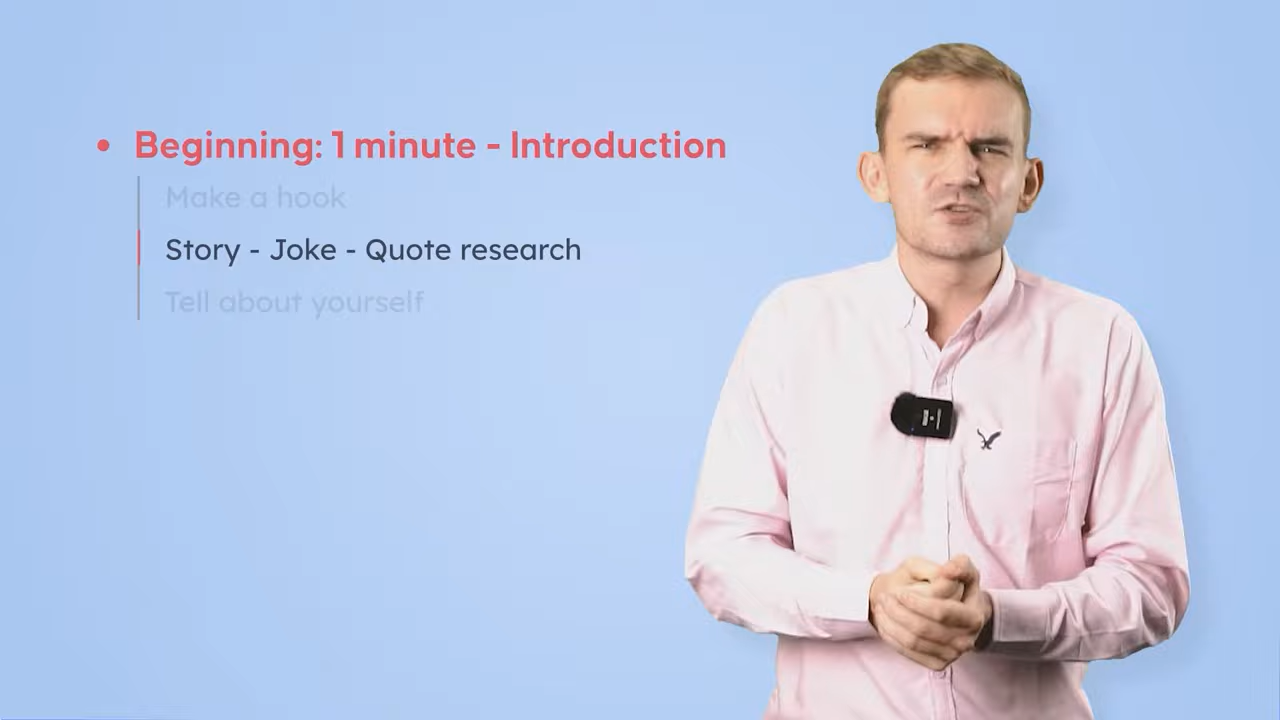 • Beginning: 1 minute - Introduction
Make a hook
Story - Joke - Quote research
Tell about yourself